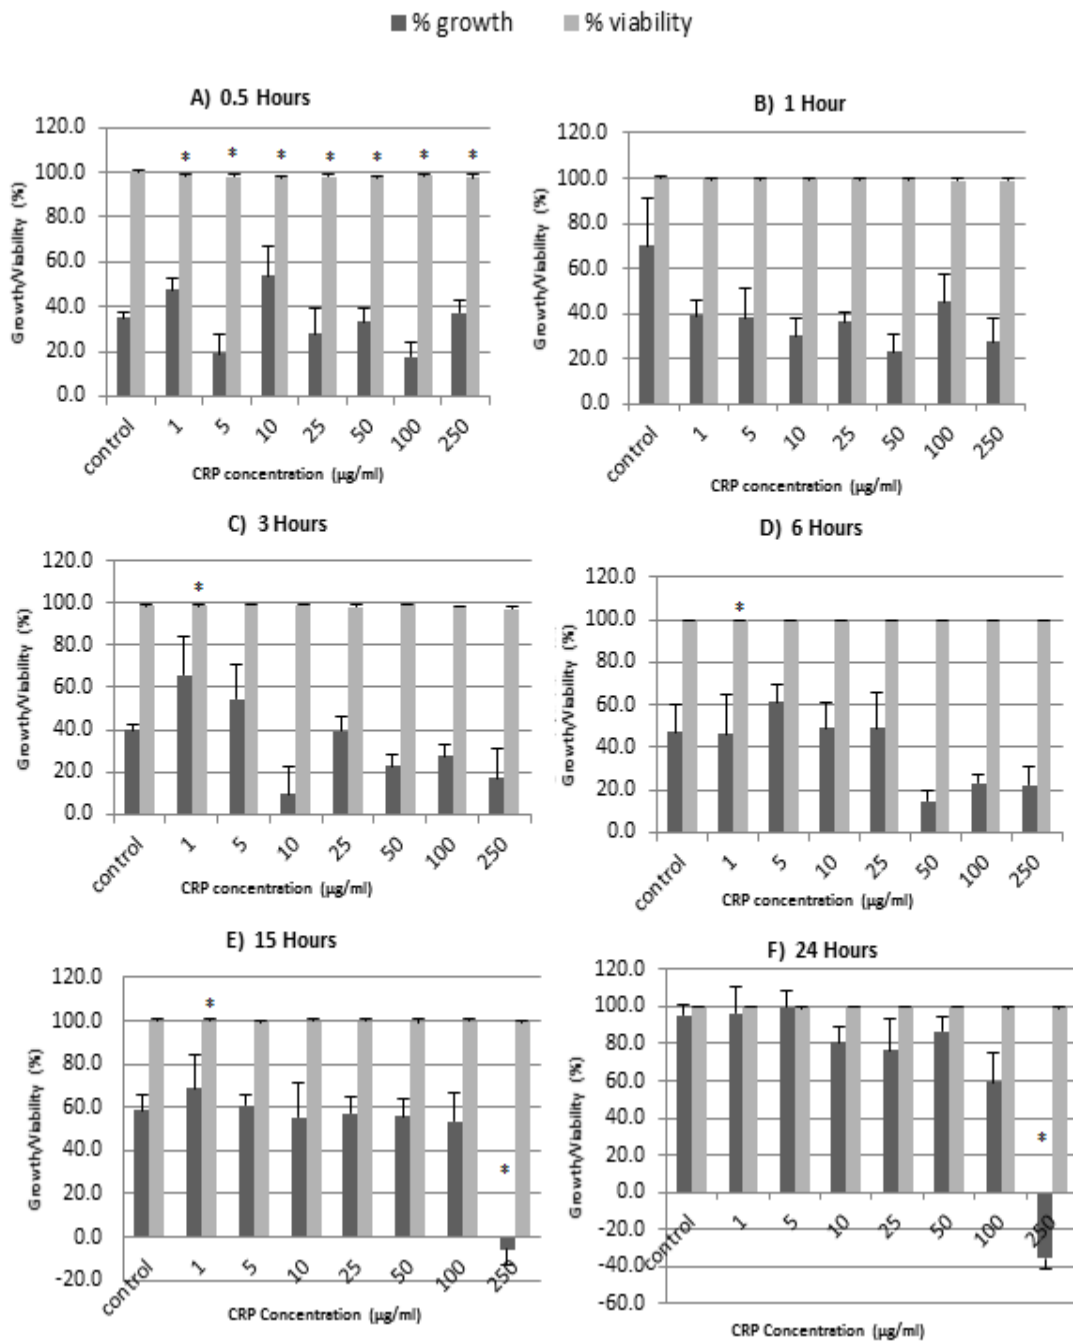 % growth % viability
A) 0.5 Hours
120.0
100.0
80.0
60.0
40.0
20.0
0.0
Growth/Viability (%)
* * * * * * *
control 1 5 10 25 50 100 250
CRP concentration (µg/ml)
B) 1 Hour
120.0
100.0
80.0
60.0
40.0
20.0
0.0
Growth/Viability (%)
control 1 5 10 25 50 100 250
CRP concentration (µg/ml)
C) 3 Hours
120.0
100.0
80.0
60.0
40.0
20.0
0.0
Growth/Viability (%)
*
control 1 5 10 25 50 100 250
CRP concentration (µg/ml)
D) 6 Hours
120.0
100.0
80.0
60.0
40.0
20.0
0.0
Growth/Viability (%)
*
control 1 5 10 25 50 100 250
CRP concentration (µg/ml)
E) 15 Hours
120.0
100.0
80.0
60.0
40.0
20.0
0.0
-20.0
Growth/Viability (%)
*
*
control 1 5 10 25 50 100 250
CRP Concentration (µg/ml)
F) 24 Hours
120.0
100.0
80.0
60.0
40.0
20.0
0.0
-20.0
-40.0
-60.0
Growth/Viability (%)
*
control 1 5 10 25 50 100 250
CRP Concentration (µg/ml)